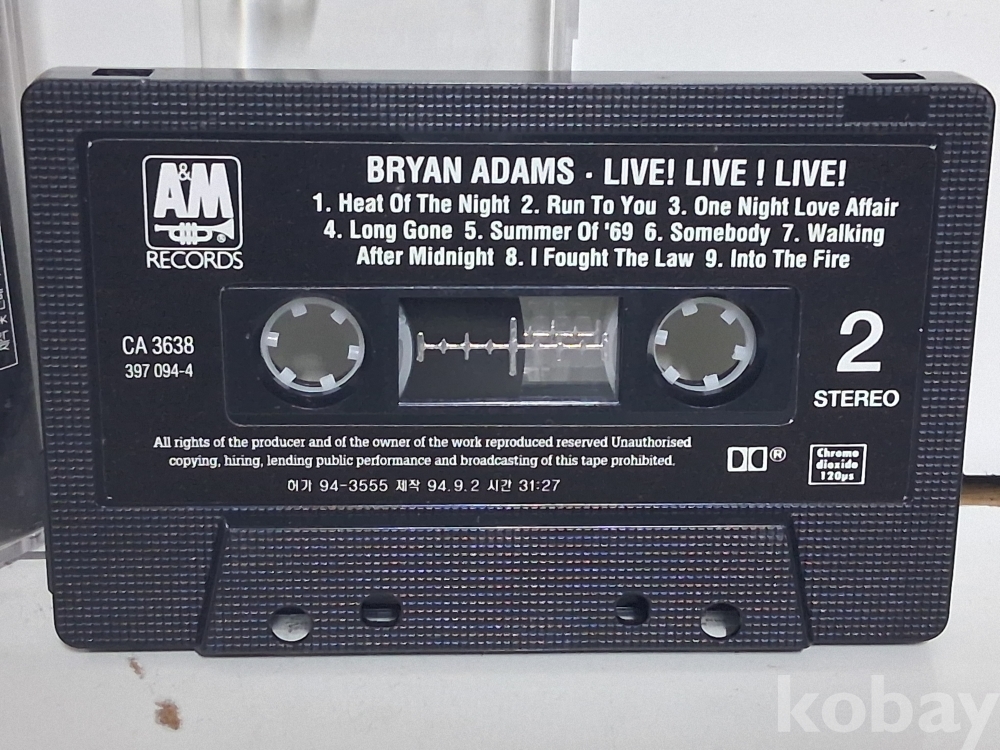 A&M
RECORDS
BRYAN ADAMS · LIVE! LIVE ! LIVE!
1. Heat Of The Night 2. Run To You 3. One Night Love Affair
4. Long Gone 5. Summer Of '69 6. Somebody 7. Walking
After Midnight 8. I Fought The Law 9. Into The Fire
CA 3638
397 094-4
2
STEREO
All rights of the producer and of the owner of the work reproduced reserved Unauthorised
copying, hiring, lending public performance and broadcasting of this tape prohibited.
Chrome
dioxide
120μs
허가 94-3555 제작 94.9.2 시간 31:27
kobay